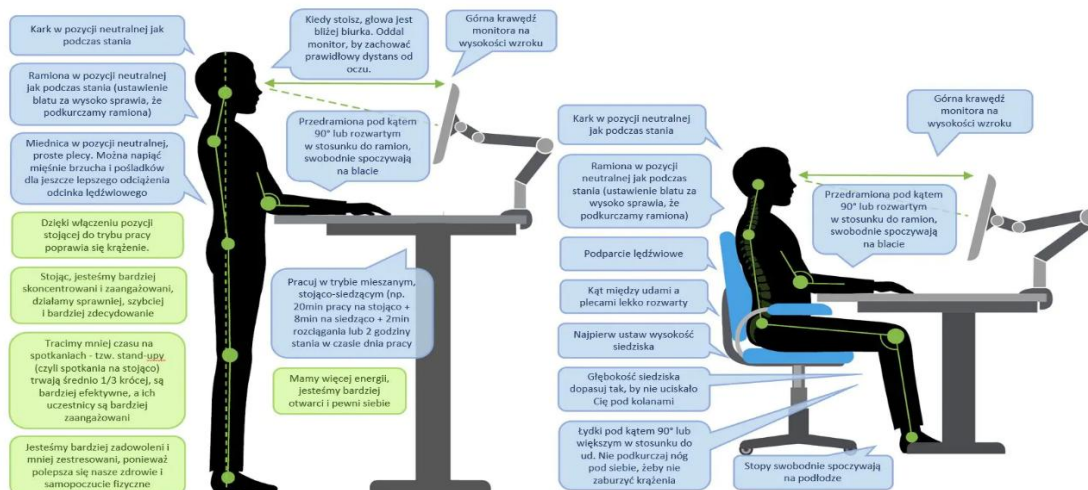 Kark w pozycji neutralnej jak
podczas stania
Ramiona w pozycji neutralnej
jak podczas stania (ustawienie
blatu za wysoko sprawia, że
podkurczamy ramiona)
Miednica w pozycji neutralnej,
proste plecy. Można napiąć
mięśnie brzucha i pośladków
dla jeszcze lepszego odciążenia
odcinka lędźwiowego
Dzięki włączeniu pozycji
stojącej do trybu pracy
poprawia się krążenie.
Stojąc, jesteśmy bardziej
skoncentrowani i zaangażowani,
działamy sprawniej, szybciej
i bardziej zdecydowanie
Tracimy mniej czasu na
spotkaniach - tzw. stand-upy
(czyli spotkania na stojąco)
trwają średnio 1/3 krócej, są
bardziej efektywne, a ich
uczestnicy są bardziej
zaangażowani
Jesteśmy bardziej zadowoleni i
mniej zestresowani, ponieważ
polepsza się nasze zdrowie i
samopoczucie fizyczne
Kiedy stoisz, głowa jest
bliżej biurka. Oddal
monitor, by zachować
prawidłowy dystans od
oczu.
Górna krawędź
monitora na
wysokości wzroku
Przedramiona pod kątem
90° lub rozwartym
w stosunku do ramion,
swobodnie spoczywają
na blacie
Pracuj w trybie mieszanym,
stojąco-siedzącym (np.
20min pracy na stojąco +
8min na siedząco + 2min
rozciągania lub 2 godziny
stania w czasie dnia pracy
Mamy więcej energii,
jesteśmy bardziej
otwarci i pewni siebie
Kark w pozycji neutralnej
jak podczas stania
Ramiona w pozycji
neutralnej jak podczas
stania (ustawienie blatu za
wysoko sprawia, że
podkurczamy ramiona)
Podparcie lędźwiowe
Kąt między udami a
plecami lekko rozwarty
Najpierw ustaw wysokość
siedziska
Głębokość siedziska
dopasuj tak, by nie uciskało
Cię pod kolanami
Łydki pod kątem 90° lub
większym w stosunku do
ud. Nie podkurczaj nóg
pod siebie, żeby nie
zaburzyć krążenia
Górna krawędź
monitora na
wysokości wzroku
Przedramiona pod kątem
90° lub rozwartym
w stosunku do ramion,
swobodnie spoczywają
na blacie
Stopy swobodnie spoczywają
na podłodze